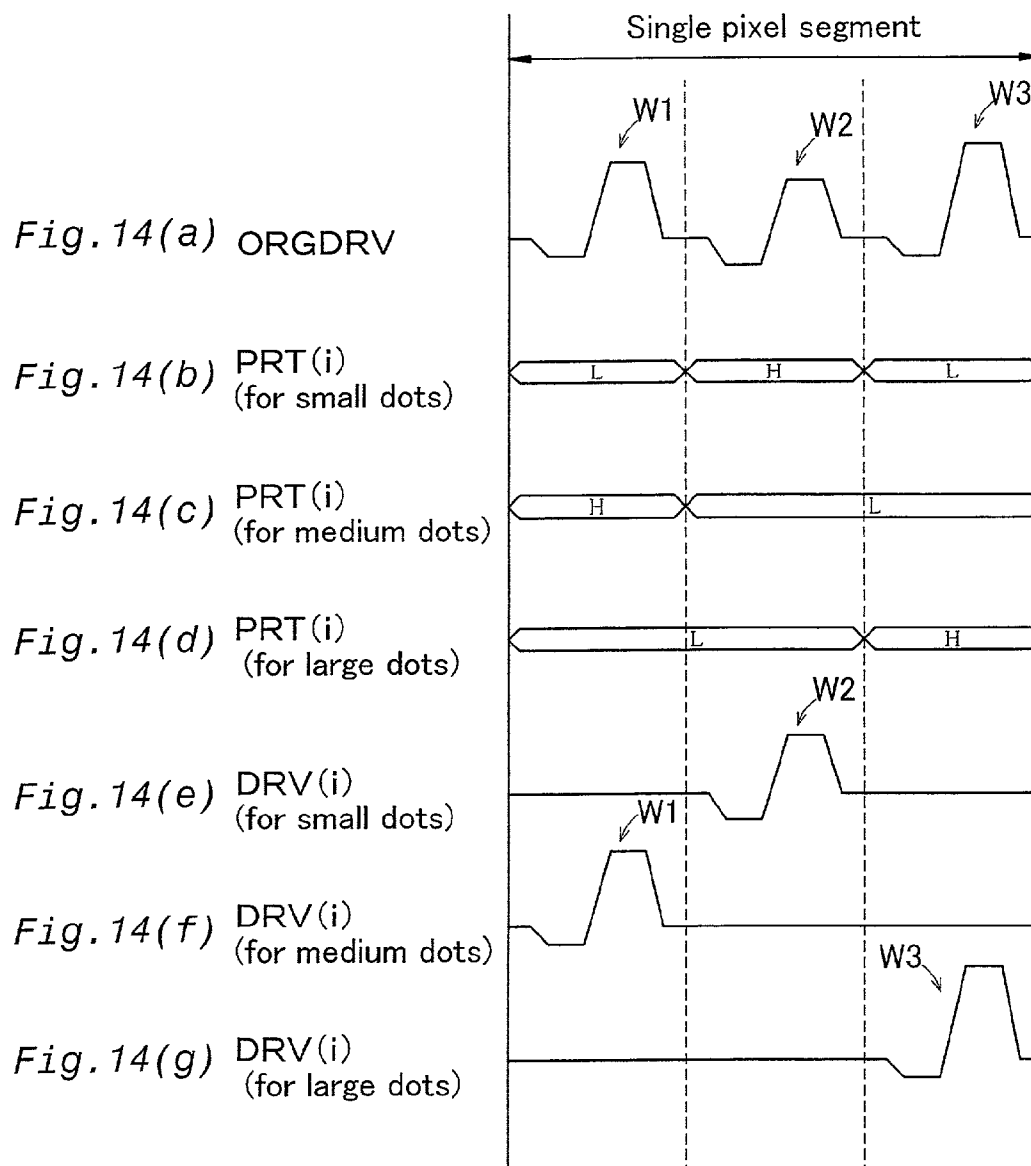 Single pixel segment
W1
W2
W3
Fig.14(a) ORGDRV
Fig.14(b) PRT(i)
(for small dots)
L H L
Fig.14(c) PRT(i)
(for medium dots)
H L
Fig.14(d) PRT(i)
(for large dots)
L H
W2
Fig.14(e) DRV(i)
(for small dots)
W1
Fig.14(f) DRV(i)
(for medium dots)
W3
Fig.14(g) DRV(i)
(for large dots)